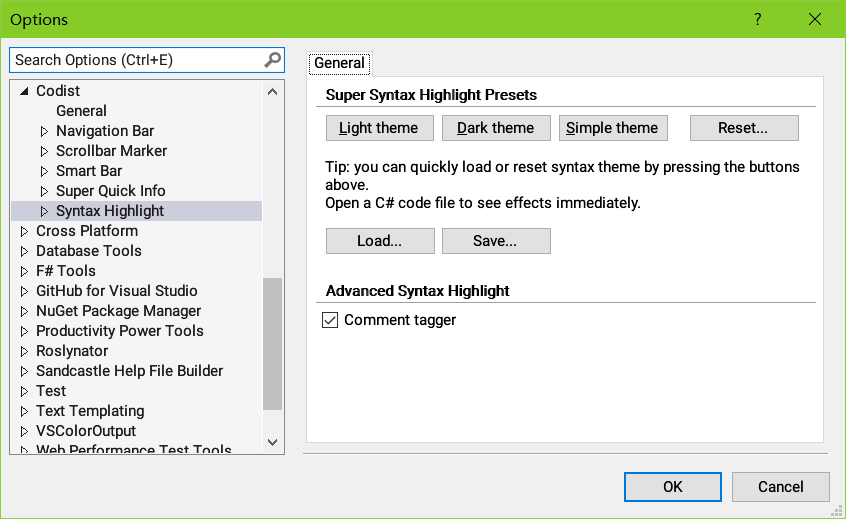 Options
?
Search Options (Ctrl+E)
Codist
General
Navigation Bar
Scrollbar Marker
Smart Bar
Super Quick Info
Syntax Highlight
Cross Platform
Database Tools
F# Tools
GitHub for Visual Studio
NuGet Package Manager
Productivity Power Tools
Roslynator
Sandcastle Help File Builder
Test
Text Templating
VSColorOutput
Web Performance Test Tools
General
Super Syntax Highlight Presets
Light theme
Dark theme
Simple theme
Reset...
Tip: you can quickly load or reset syntax theme by pressing the buttons
above.
Open a C# code file to see effects immediately.
Load...
Save...
Advanced Syntax Highlight
Comment tagger
OK
Cancel